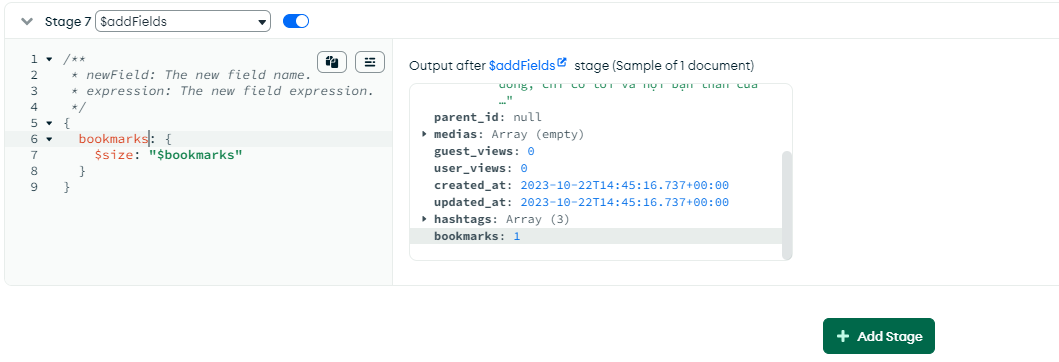 Stage 7 $addFields
1 /**
2 * newField: The new field name.
3 * expression: The new field expression.
4 */
5 {
6 bookmarks: {
7 $size: "$bookmarks"
8 }
9 }
Output after $addFields stage (Sample of 1 document)
…"
parent_id: null
medias: Array (empty)
guest_views: 0
user_views: 0
created_at: 2023-10-22T14:45:16.737+00:00
updated_at: 2023-10-22T14:45:16.737+00:00
hashtags: Array (3)
bookmarks: 1
+ Add Stage